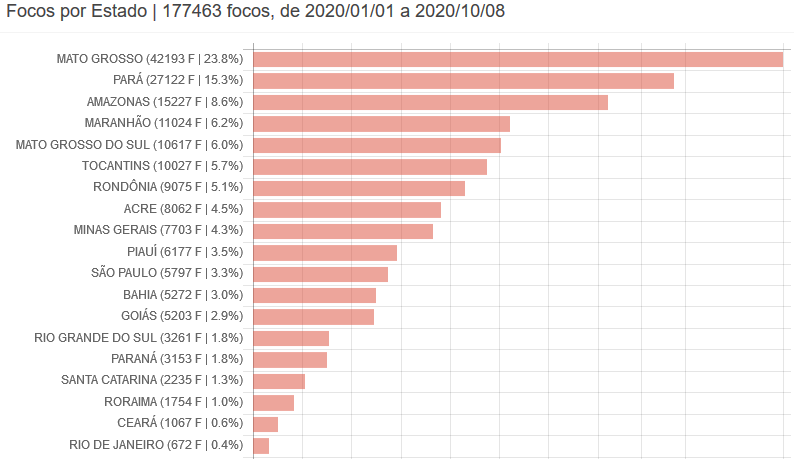 Focos por Estado | 177463 focos, de 2020/01/01 a 2020/10/08
MATO GROSSO (42193 F | 23.8%)
PARÁ (27122 F | 15.3%)
AMAZONAS (15227 F | 8.6%)
MARANHÃO (11024 F | 6.2%)
MATO GROSSO DO SUL (10617 F | 6.0%)
TOCANTINS (10027 F | 5.7%)
RONDÔNIA (9075 F | 5.1%)
ACRE (8062 F | 4.5%)
MINAS GERAIS (7703 F | 4.3%)
PIAUÍ (6177 F | 3.5%)
SÃO PAULO (5797 F | 3.3%)
BAHIA (5272 F | 3.0%)
GOIÁS (5203 F | 2.9%)
RIO GRANDE DO SUL (3261 F | 1.8%)
PARANÁ (3153 F | 1.8%)
SANTA CATARINA (2235 F | 1.3%)
RORAIMA (1754 F | 1.0%)
CEARÁ (1067 F | 0.6%)
RIO DE JANEIRO (672 F | 0.4%)